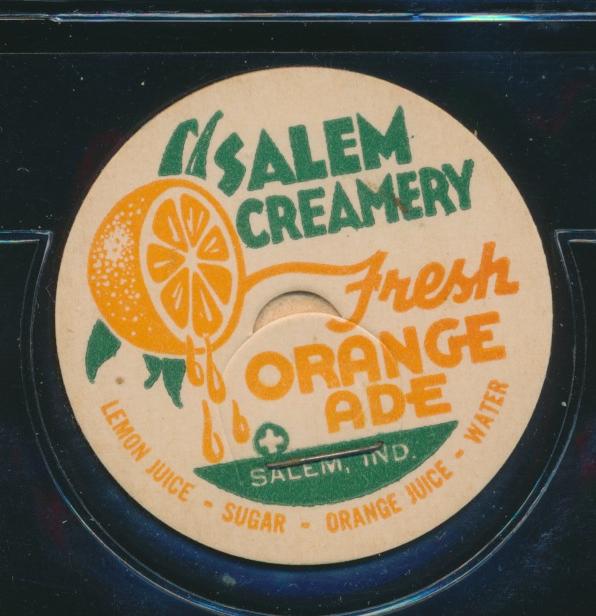 SALEM
CREAMERY
Fresh
ORANGE
ADE
SALEM, IND.
LEMON JUICE - SUGAR - ORANGE JUICE - WATER